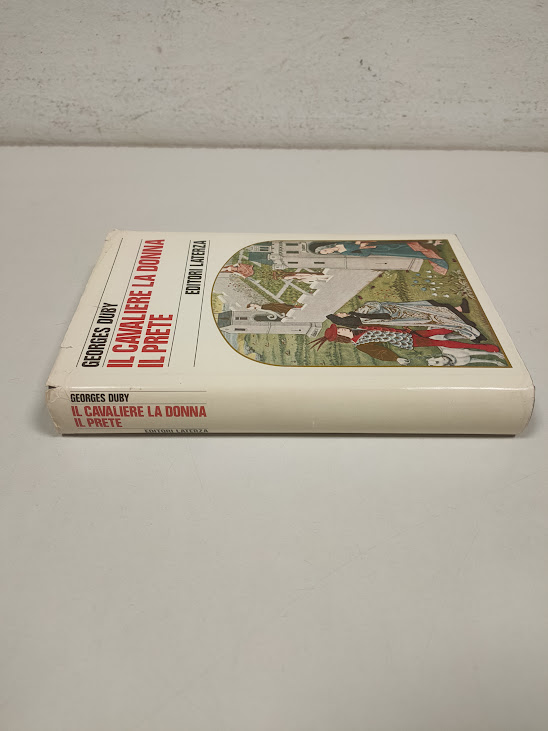 GEORGES DUBY
IL CAVALIERE LA DONNA
IL PRETE
EDITORI LATERZA
GEORGES DUBY
IL CAVALIERE LA DONNA
IL PRETE
EDITORI LATERZA